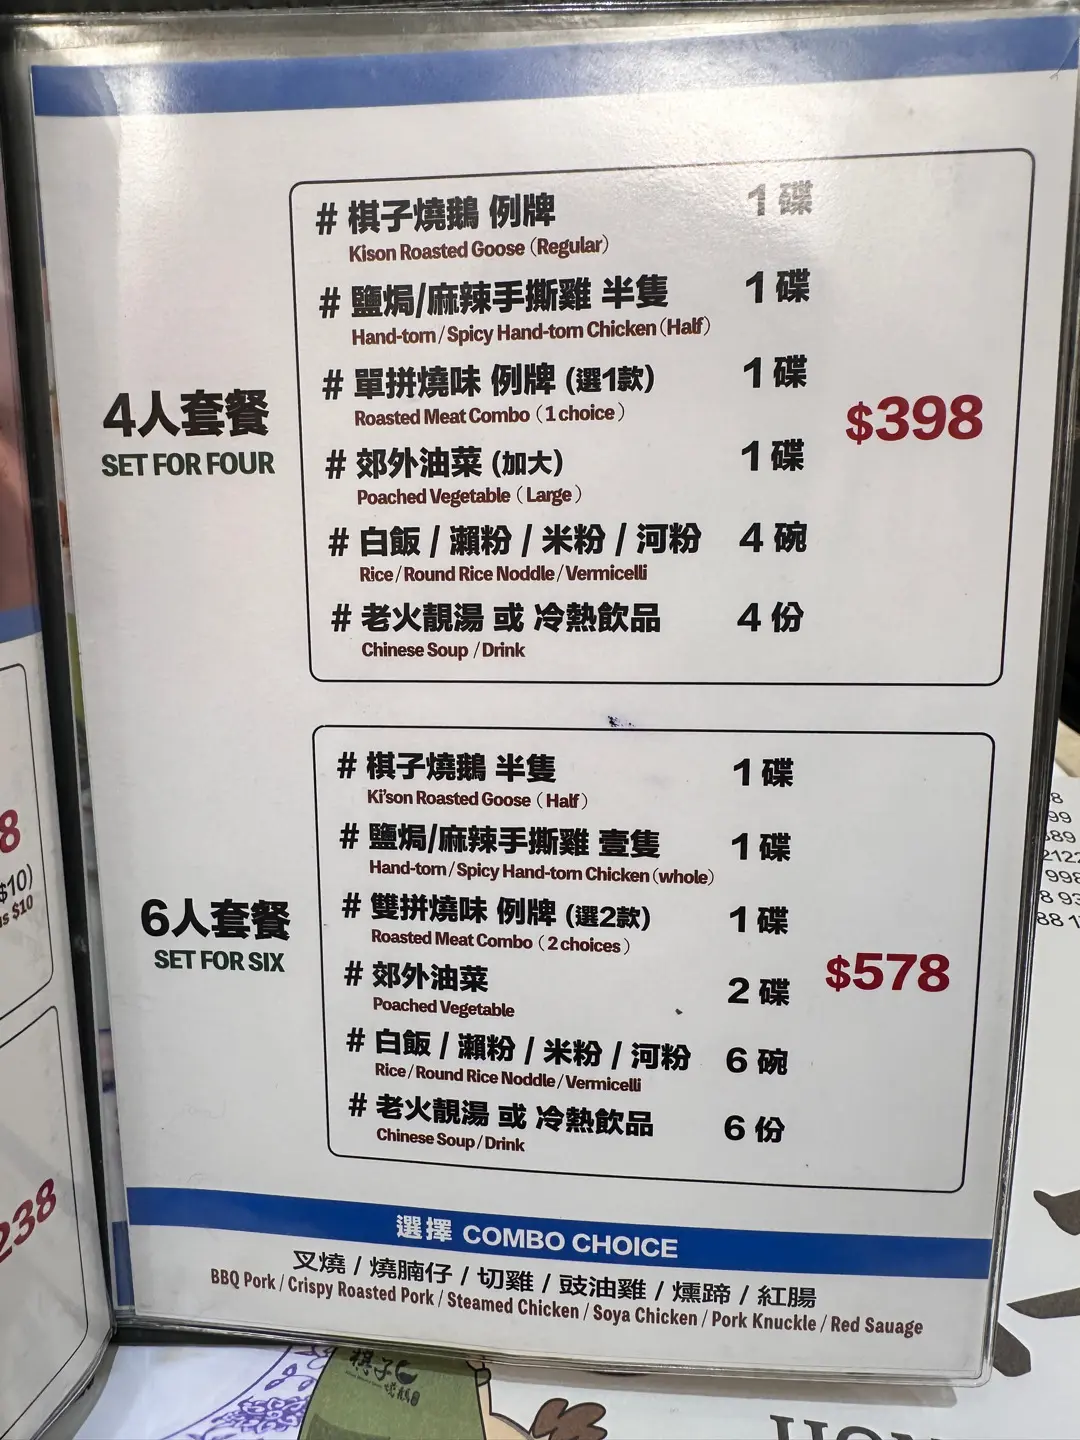 # 棋子燒鵝 例牌 1 碟
Kison Roasted Goose (Regular)
# 鹽焗/麻辣手撕雞 半隻 1 碟
Hand-torn / Spicy Hand-torn Chicken (Half)
# 單拼燒味 例牌 (選1款) 1 碟
Roasted Meat Combo ( 1 choice )
4人套餐
SET FOR FOUR
$398
# 郊外油菜 (加大) 1 碟
Poached Vegetable ( Large )
# 白飯 / 瀨粉 / 米粉 / 河粉 4 碗
Rice / Round Rice Noddle / Vermicelli
# 老火靚湯 或 冷熱飲品 4 份
Chinese Soup / Drink
# 棋子燒鵝 半隻 1 碟
Ki'son Roasted Goose ( Half )
# 鹽焗/麻辣手撕雞 壹隻 1 碟
Hand-torn / Spicy Hand-torn Chicken (whole)
# 雙拼燒味 例牌 (選2款) 1 碟
Roasted Meat Combo ( 2 choices )
6人套餐
SET FOR SIX
$578
# 郊外油菜 2 碟
Poached Vegetable
# 白飯 / 瀨粉 / 米粉 / 河粉 6 碗
Rice / Round Rice Noddle / Vermicelli
# 老火靚湯 或 冷熱飲品 6 份
Chinese Soup / Drink
選擇 COMBO CHOICE
叉燒 / 燒腩仔 / 切雞 / 豉油雞 / 燻蹄 / 紅腸
BBQ Pork / Crispy Roasted Pork / Steamed Chicken / Soya Chicken / Pork Knuckle / Red Sauage
$10)
$10
238
棋子